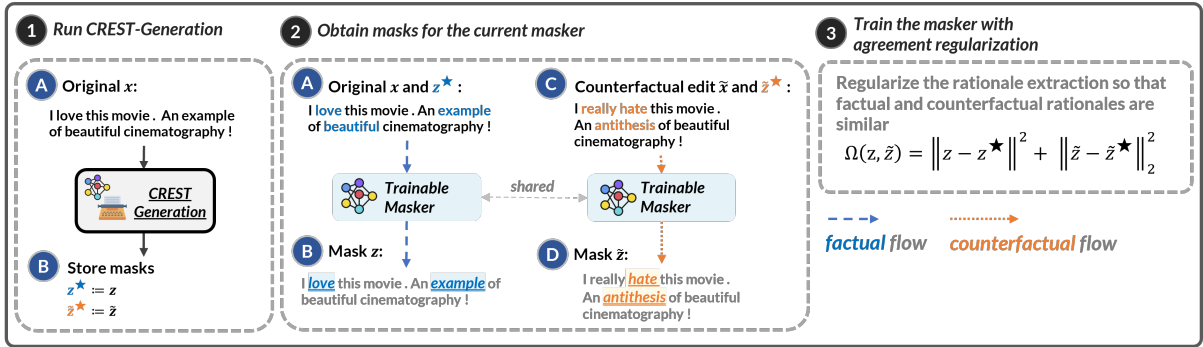 1 Run CREST-Generation
A Original x:
I love this movie . An example
of beautiful cinematography !
CREST
Generation
B Store masks
z★ := z
z̃★ := z̃
2 Obtain masks for the current masker
A Original x and z★ :
I love this movie . An example
of beautiful cinematography !
Trainable
Masker
B Mask z:
I love this movie . An example of
beautiful cinematography !
shared
C Counterfactual edit x̃ and z̃★ :
I really hate this movie .
An antithesis of beautiful
cinematography !
Trainable
Masker
D Mask z̃:
I really hate this movie .
An antithesis of beautiful
cinematography !
3 Train the masker with
agreement regularization
Regularize the rationale extraction so that
factual and counterfactual rationales are
similar
Ω(z, z̃) = ‖z − z★‖² + ‖z̃ − z̃★‖²₂
factual flow
counterfactual flow